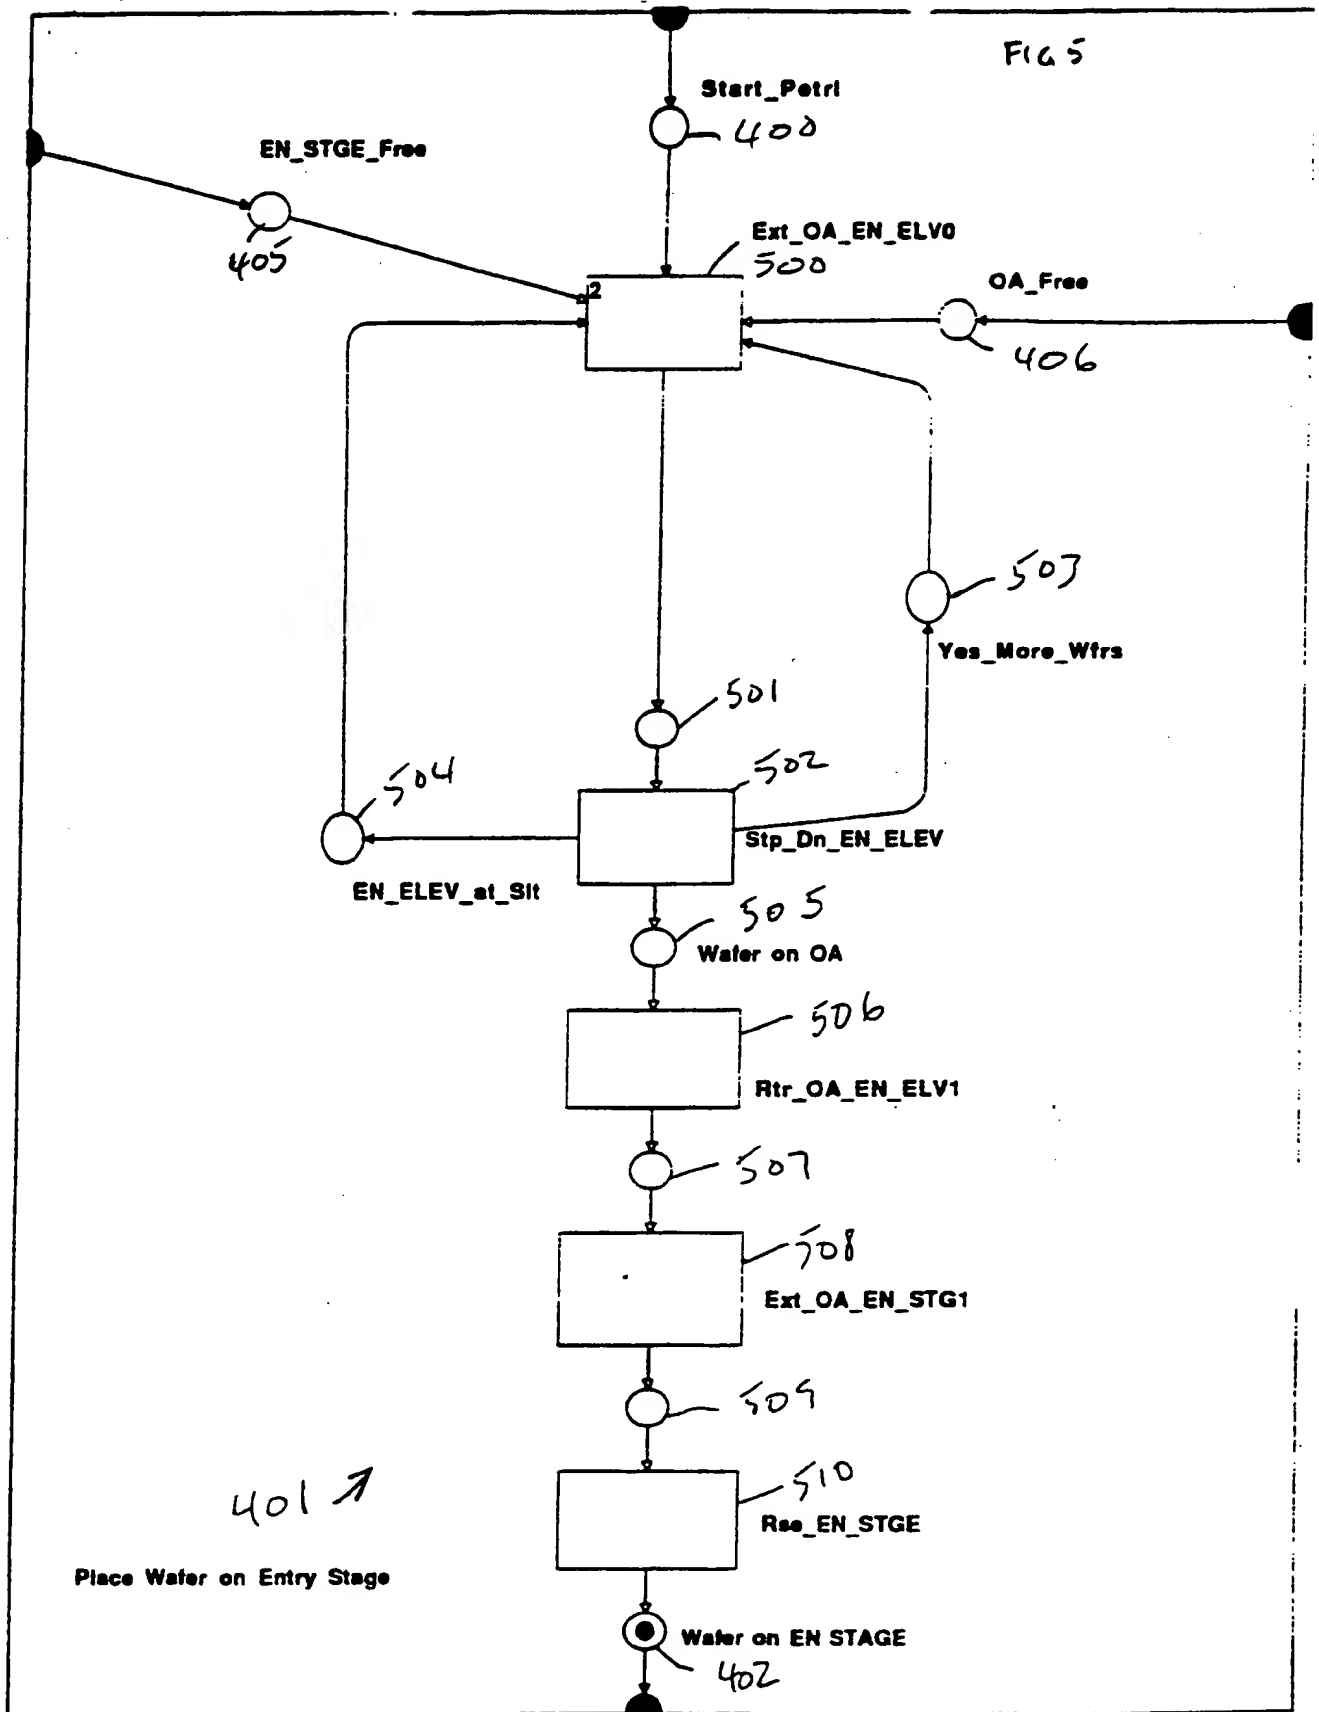 FIG 5
Start_Petri
400
EN_STGE_Free
405
Ext_OA_EN_ELV0
500
2
OA_Free
406
503
Yes_More_Wfrs
501
502
504
Stp_Dn_EN_ELEV
EN_ELEV_at_Slt
505
Wafer on OA
506
Rtr_OA_EN_ELV1
507
508
Ext_OA_EN_STG1
509
401
510
Rse_EN_STGE
Place Wafer on Entry Stage
Wafer on EN STAGE
402